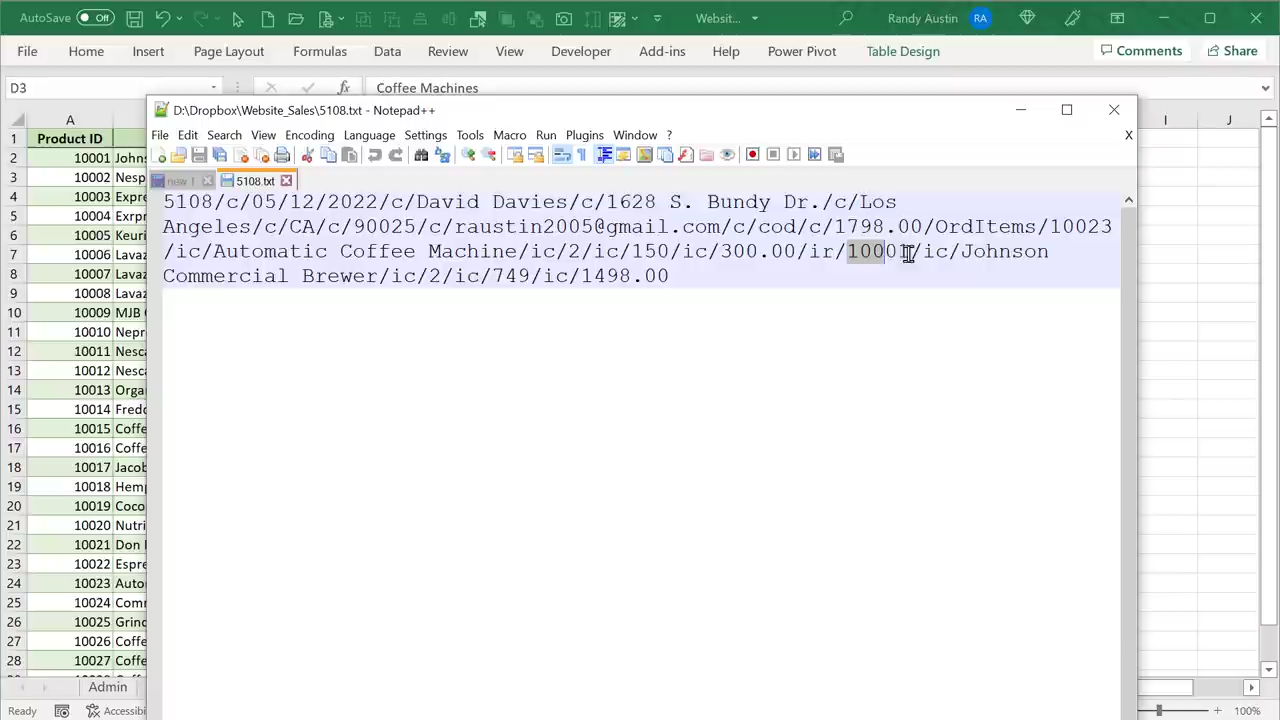 AutoSave Off Websit... Randy Austin RA
File Home Insert Page Layout Formulas Data Review View Developer Add-ins Help Power Pivot Table Design Comments Share
D3 fx Coffee Machines
D:\Dropbox\Website_Sales\5108.txt - Notepad++
File Edit Search View Encoding Language Settings Tools Macro Run Plugins Window ? X
new 1 5108.txt
5108/c/05/12/2022/c/David Davies/c/1628 S. Bundy Dr./c/Los
Angeles/c/CA/c/90025/c/raustin2005@gmail.com/c/cod/c/1798.00/OrdItems/10023
/ic/Automatic Coffee Machine/ic/2/ic/150/ic/300.00/ir/10001/ic/Johnson
Commercial Brewer/ic/2/ic/749/ic/1498.00
A I J
1 Product ID
2 10001 Johns
3 10002 Nesp
4 10003 Expre
5 10004 Exrpr
6 10005 Keuri
7 10006 Lavaz
8 10007 Lavaz
9 10008 Lavaz
10 10009 MJB
11 10010 Nepr
12 10011 Nesca
13 10012 Nesca
14 10013 Orga
15 10014 Fredd
16 10015 Coffe
17 10016 Coffe
18 10017 Jacob
19 10018 Hemp
20 10019 Coco
21 10020 Nutri
22 10021 Don
23 10022 Espre
24 10023 Auto
25 10024 Comm
26 10025 Grind
27 10026 Coffe
28 10027 Coffe
Admin
Ready Accessibi 100%